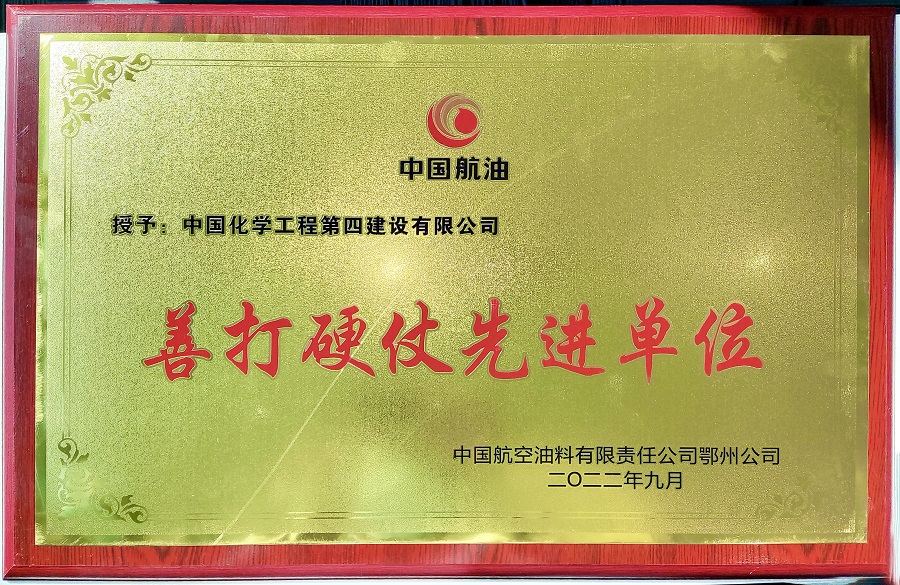 中国航油
授予：中国化学工程第四建设有限公司
善打硬仗先进单位
中国航空油料有限责任公司鄂州公司
二O二二年九月